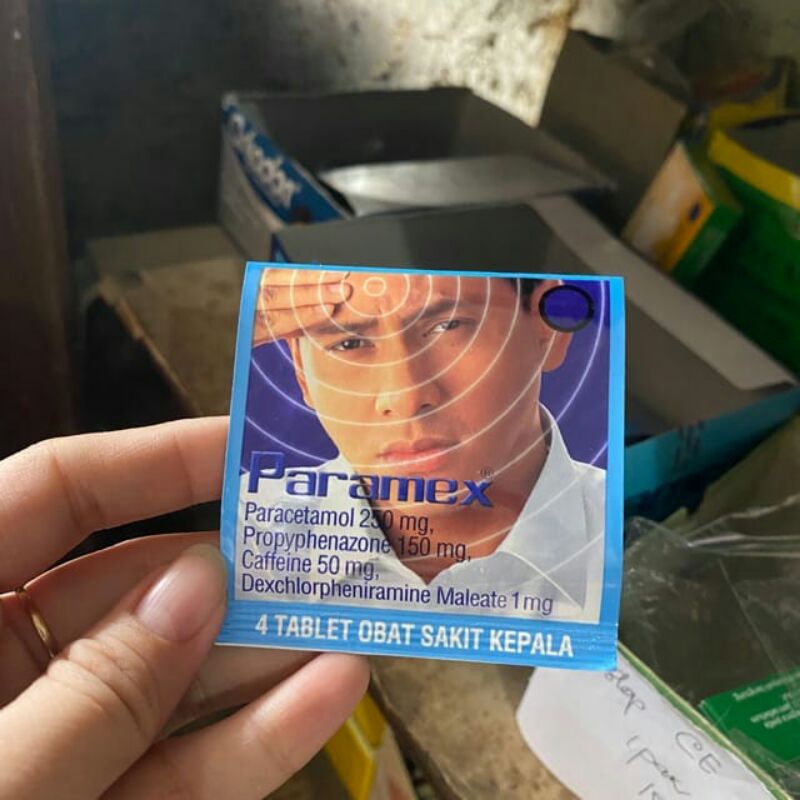 Paramex
Paracetamol 250 mg,
Propyphenazone 150 mg,
Caffeine 50 mg,
Dexchlorpheniramine Maleate 1 mg
4 TABLET OBAT SAKIT KEPALA
CE